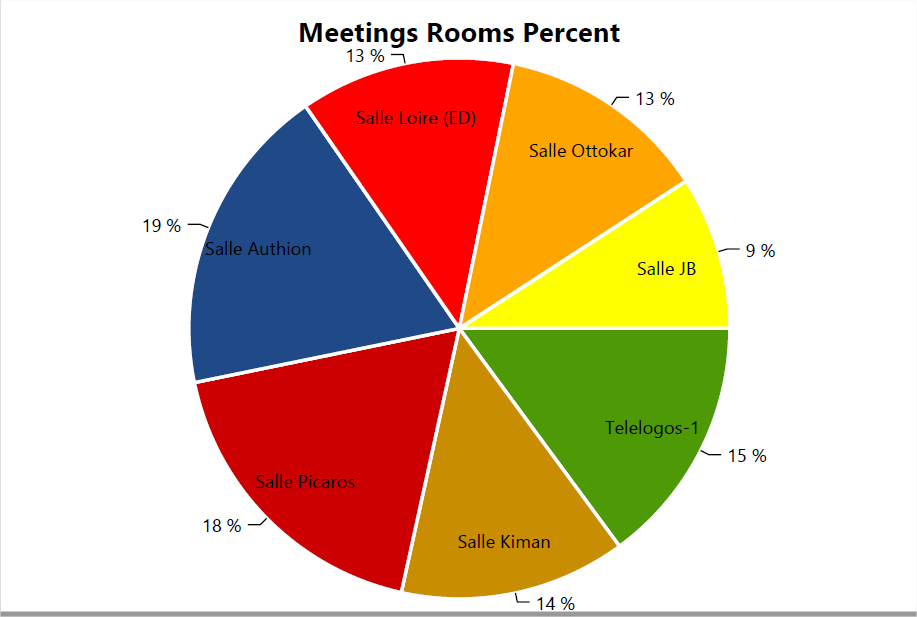 Meetings Rooms Percent
13 %
Salle Loire (ED)
13 %
Salle Ottokar
19 %
Salle Authion
9 %
Salle JB
Telelogos-1
15 %
Salle Picaros
18 %
Salle Kiman
14 %